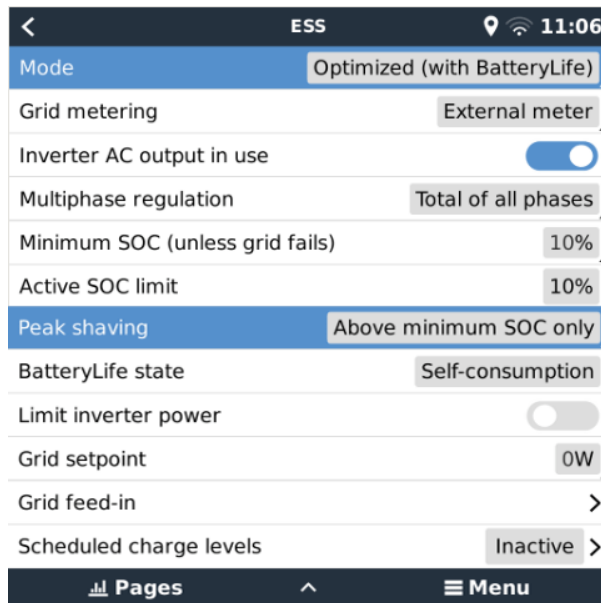 ESS 11:06
Mode Optimized (with BatteryLife)
Grid metering External meter
Inverter AC output in use
Multiphase regulation Total of all phases
Minimum SOC (unless grid fails) 10%
Active SOC limit 10%
Peak shaving Above minimum SOC only
BatteryLife state Self-consumption
Limit inverter power
Grid setpoint 0W
Grid feed-in
Scheduled charge levels Inactive
Pages Menu